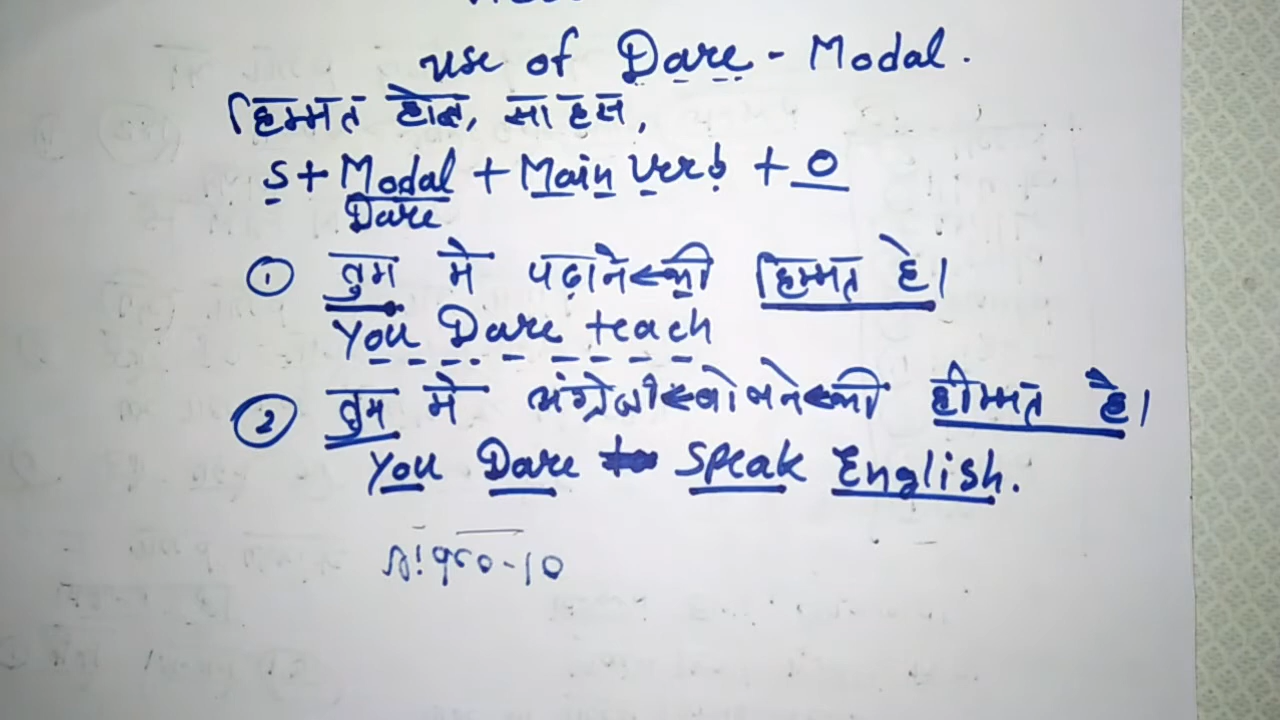 use of Dare - Modal.
हिम्मत होना, साहस,
S + Modal + Main Verb + O
Dare
① तुम मे पढाने की हिम्मत है।
You Dare teach
② तुम मे अंग्रेजी बोलने की हीम्मत है।
You Dare to Speak English.